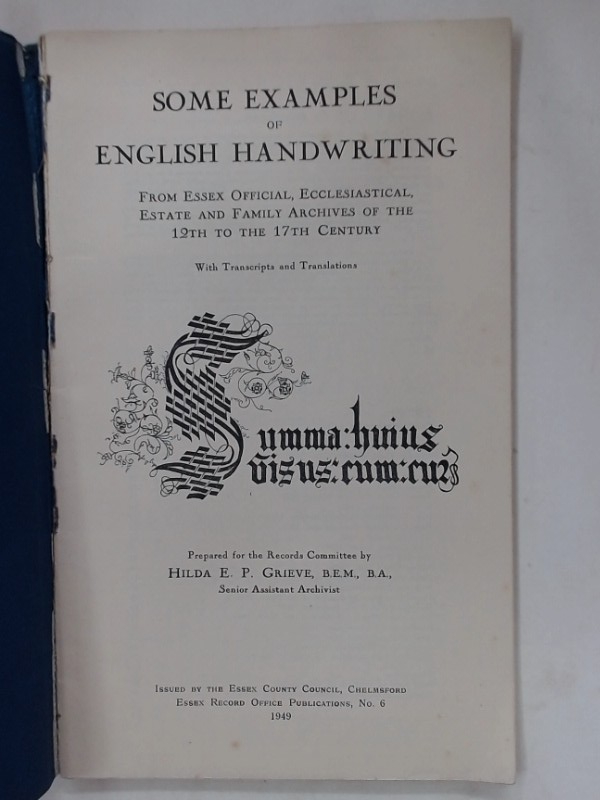 SOME EXAMPLES
OF
ENGLISH HANDWRITING
FROM ESSEX OFFICIAL, ECCLESIASTICAL,
ESTATE AND FAMILY ARCHIVES OF THE
12TH TO THE 17TH CENTURY
With Transcripts and Translations
Summa: huius
visus: cum: cur
Prepared for the Records Committee by
HILDA E. P. GRIEVE, B.E.M., B.A.,
Senior Assistant Archivist
ISSUED BY THE ESSEX COUNTY COUNCIL, CHELMSFORD
ESSEX RECORD OFFICE PUBLICATIONS, NO. 6
1949